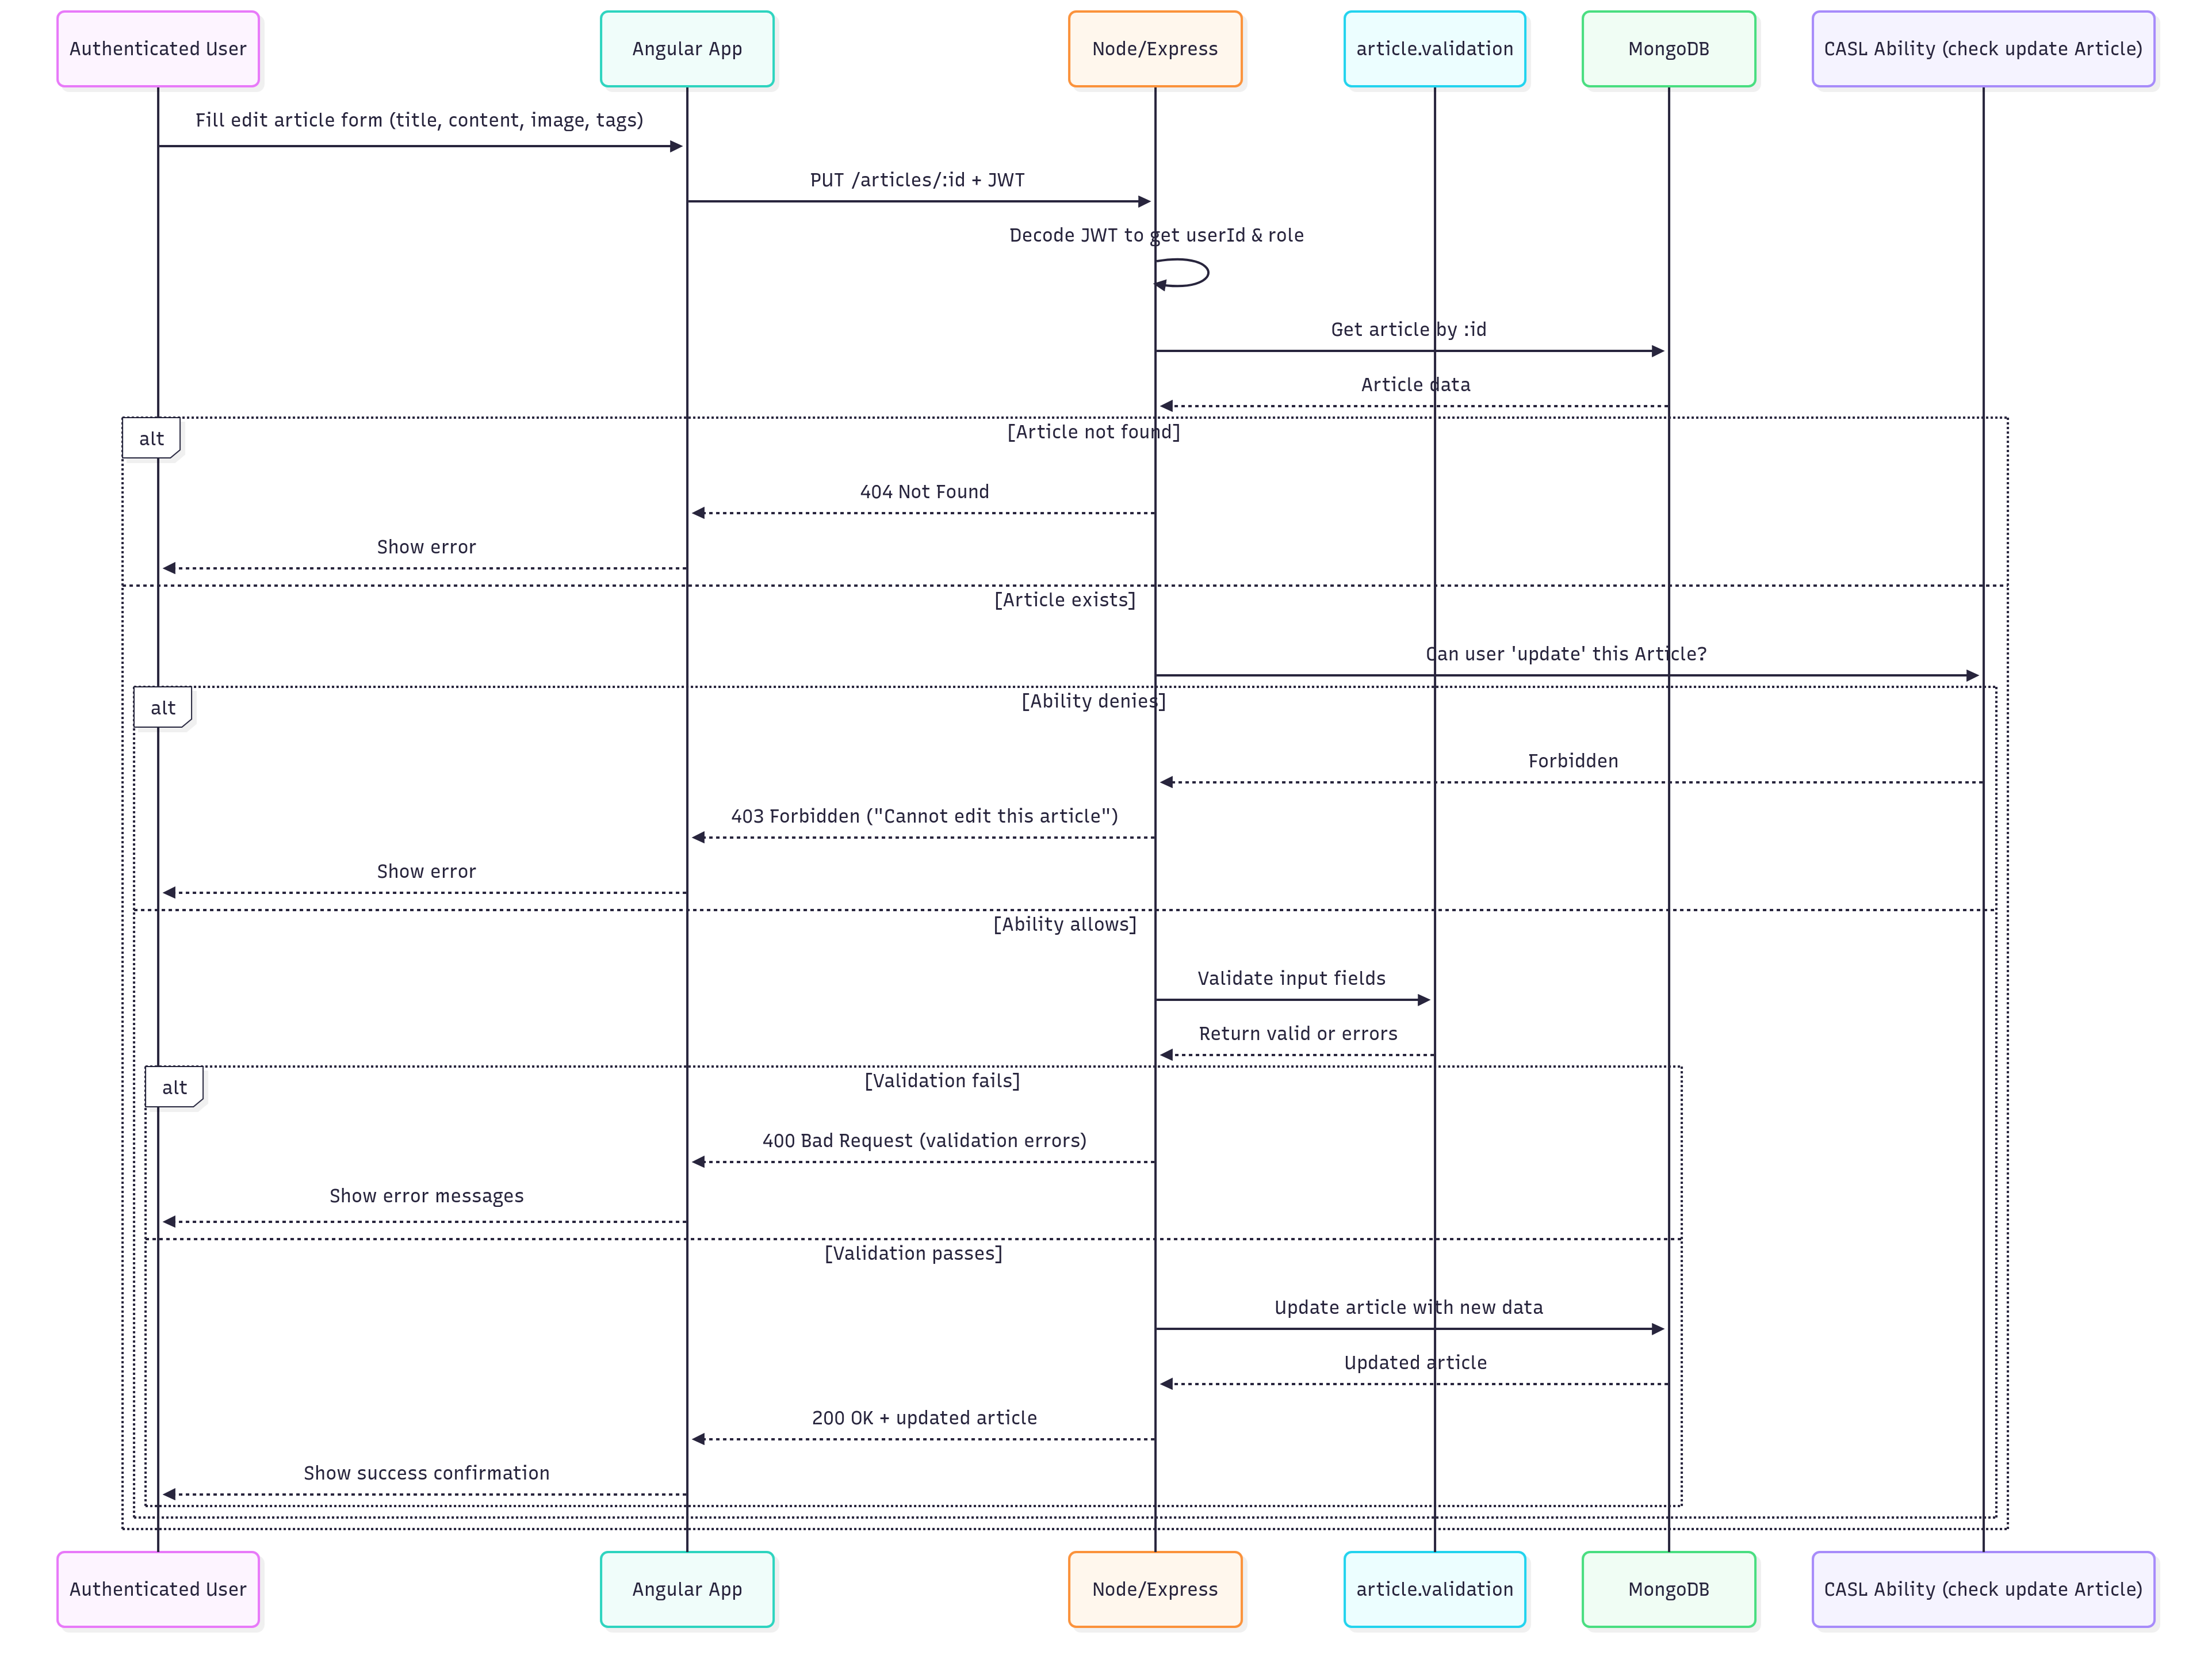 Authenticated User
Angular App
Node/Express
article.validation
MongoDB
CASL Ability (check update Article)
Fill edit article form (title, content, image, tags)
PUT /articles/:id + JWT
Decode JWT to get userId & role
Get article by :id
Article data
alt
[Article not found]
404 Not Found
Show error
[Article exists]
Can user 'update' this Article?
alt
[Ability denies]
Forbidden
403 Forbidden ("Cannot edit this article")
Show error
[Ability allows]
Validate input fields
Return valid or errors
alt
[Validation fails]
400 Bad Request (validation errors)
Show error messages
[Validation passes]
Update article with new data
Updated article
200 OK + updated article
Show success confirmation
Authenticated User
Angular App
Node/Express
article.validation
MongoDB
CASL Ability (check update Article)